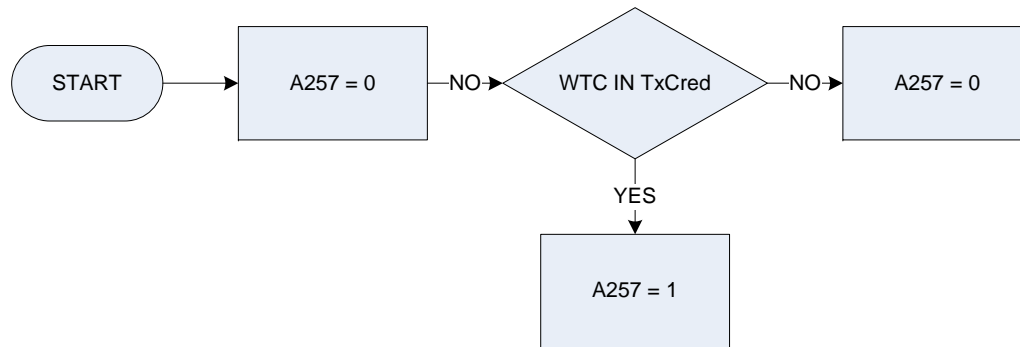 START
A257 = 0
NO
WTC IN TxCred
NO
A257 = 0
YES
A257 = 1